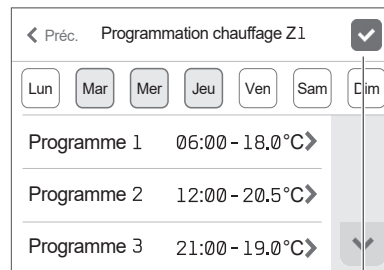 Préc. Programmation chauffage Z1
Lun Mar Mer Jeu Ven Sam Dim
Programme 1 06:00 - 18.0°C
Programme 2 12:00 - 20.5°C
Programme 3 21:00 - 19.0°C